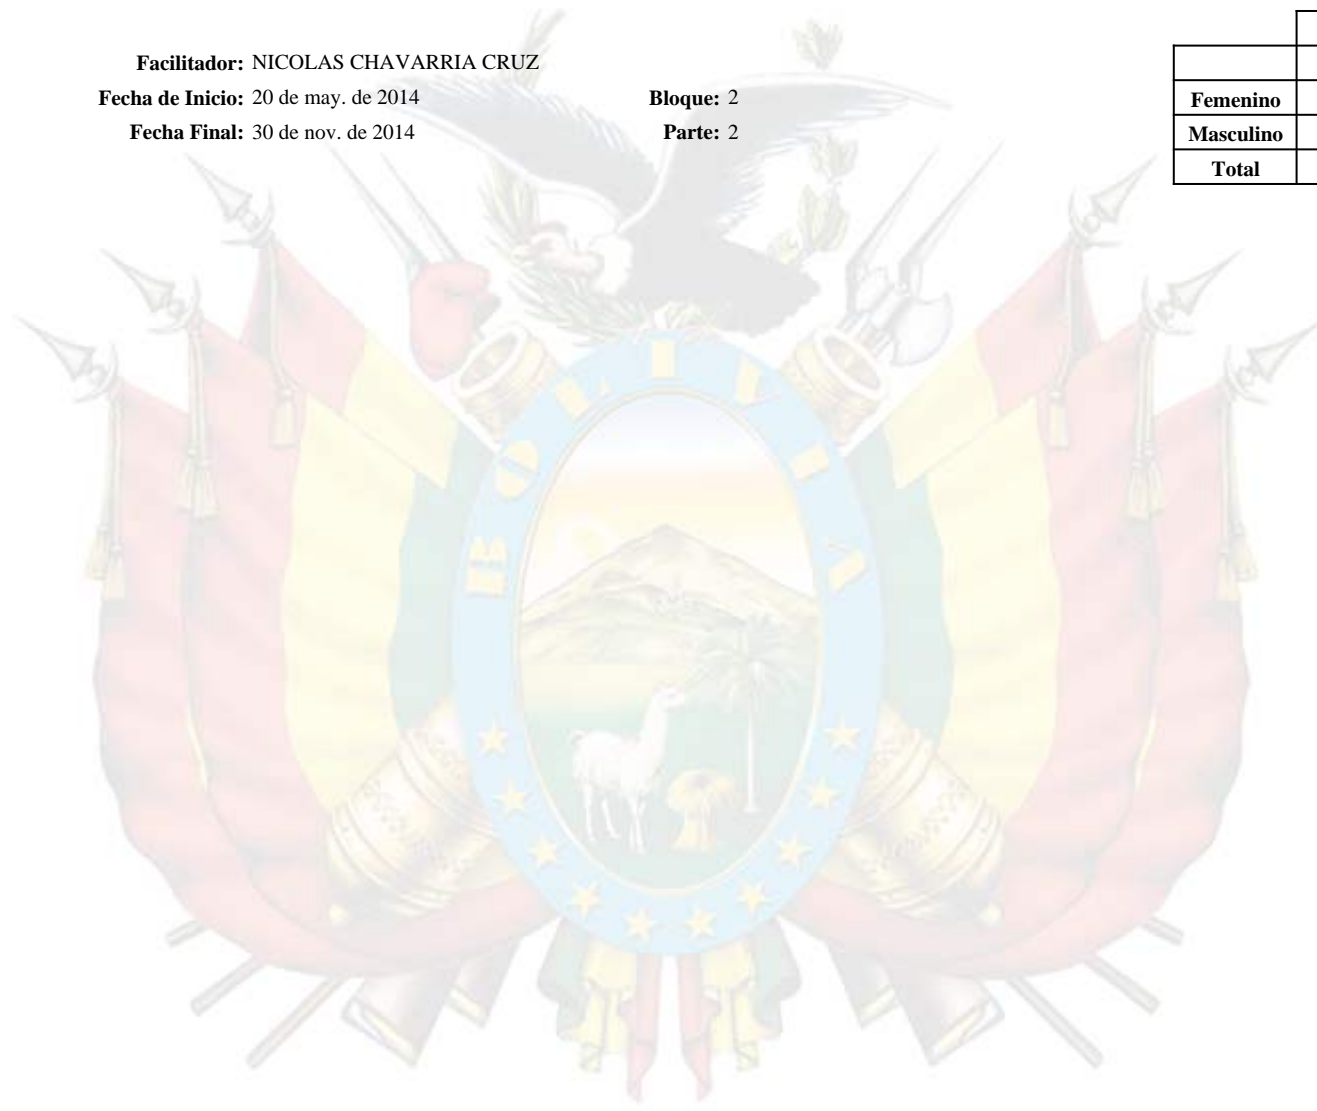 Facilitador: NICOLAS CHAVARRIA CRUZ
Fecha de Inicio: 20 de may. de 2014 Bloque: 2
Fecha Final: 30 de nov. de 2014 Parte: 2
Femenino
Masculino
Total
BOLIVIA